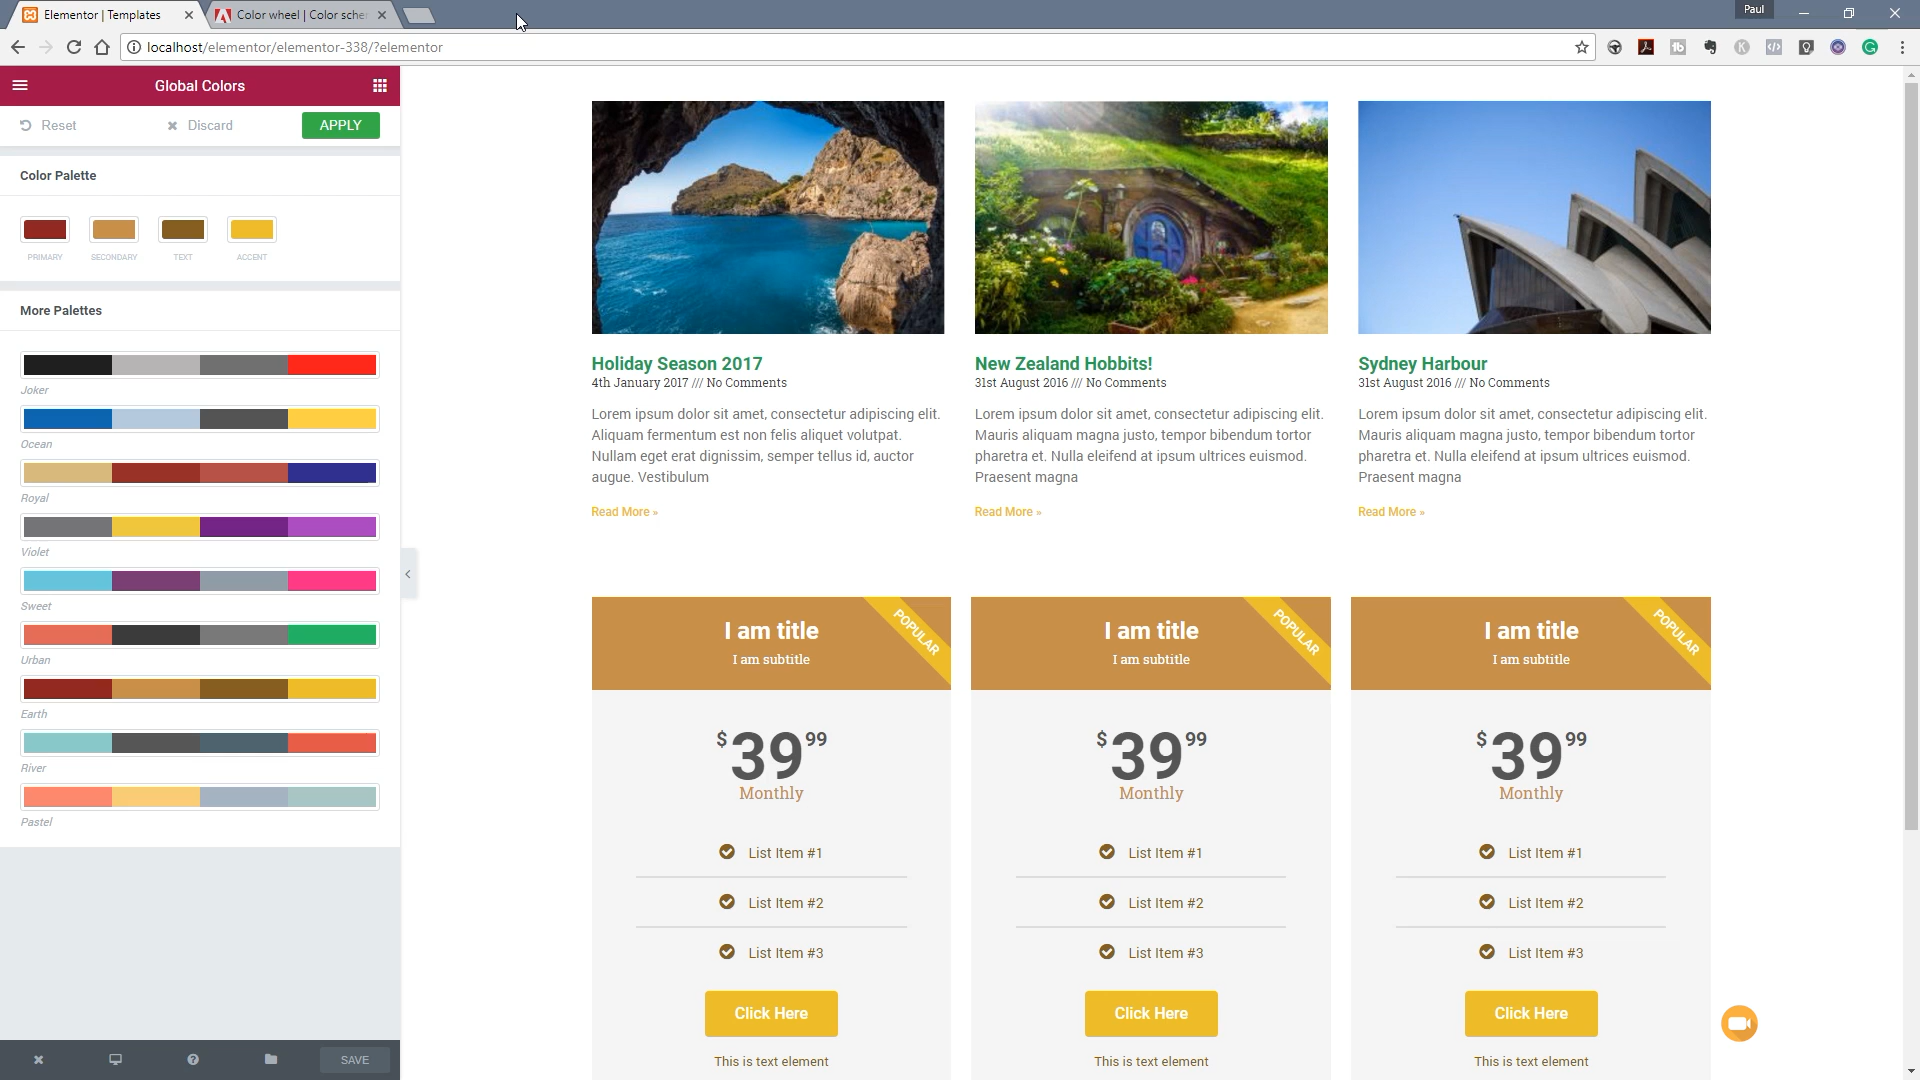 Elementor | Templates
Color wheel | Color sche
Paul
localhost/elementor/elementor-338/?elementor
Global Colors
Reset
Discard
APPLY
Color Palette
PRIMARY
SECONDARY
TEXT
ACCENT
More Palettes
Joker
Ocean
Royal
Violet
Sweet
Urban
Earth
River
Pastel
SAVE
Holiday Season 2017
4th January 2017 /// No Comments
Lorem ipsum dolor sit amet, consectetur adipiscing elit.
Aliquam fermentum est non felis aliquet volutpat.
Nullam eget erat dignissim, semper tellus id, auctor
augue. Vestibulum
Read More »
New Zealand Hobbits!
31st August 2016 /// No Comments
Lorem ipsum dolor sit amet, consectetur adipiscing elit.
Mauris aliquam magna justo, tempor bibendum tortor
pharetra et. Nulla eleifend at ipsum ultrices euismod.
Praesent magna
Read More »
Sydney Harbour
31st August 2016 /// No Comments
Lorem ipsum dolor sit amet, consectetur adipiscing elit.
Mauris aliquam magna justo, tempor bibendum tortor
pharetra et. Nulla eleifend at ipsum ultrices euismod.
Praesent magna
Read More »
I am title
I am subtitle
POPULAR
$3999
Monthly
List Item #1
List Item #2
List Item #3
Click Here
This is text element
I am title
I am subtitle
POPULAR
$3999
Monthly
List Item #1
List Item #2
List Item #3
Click Here
This is text element
I am title
I am subtitle
POPULAR
$3999
Monthly
List Item #1
List Item #2
List Item #3
Click Here
This is text element